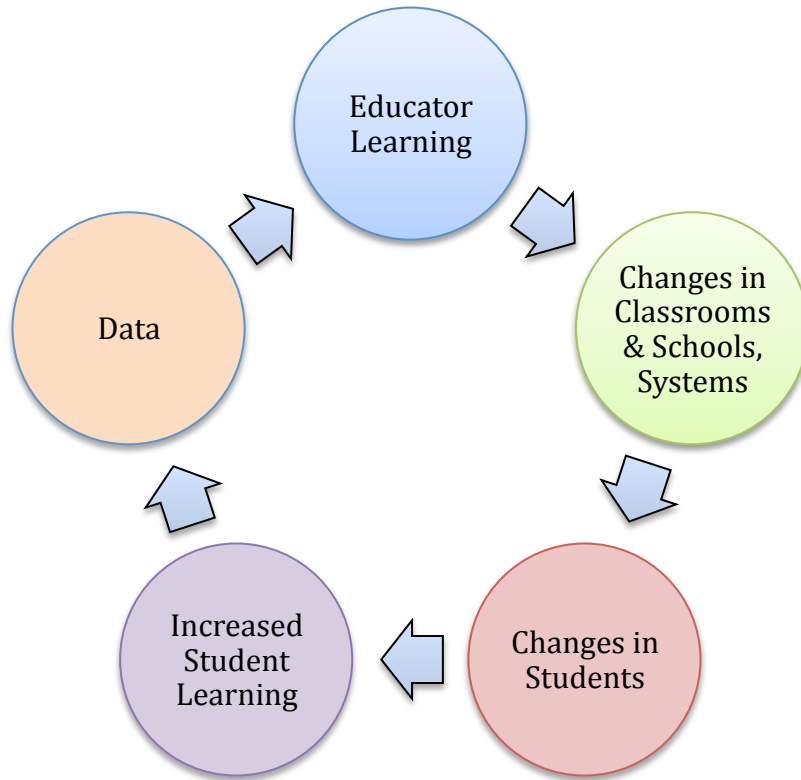 Educator
Learning
Changes in
Classrooms
& Schools,
Systems
Changes in
Students
Increased
Student
Learning
Data